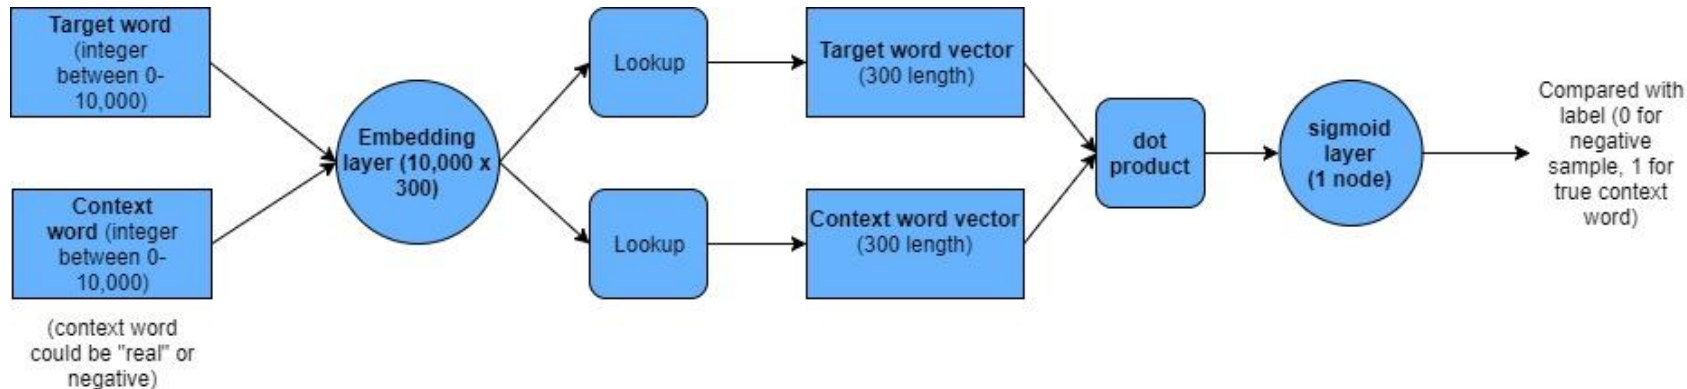 Target word
(integer
between 0-
10,000)
Context
word (integer
between 0-
10,000)
(context word
could be "real" or
negative)
Embedding
layer (10,000 x
300)
Lookup
Lookup
Target word vector
(300 length)
Context word vector
(300 length)
dot
product
sigmoid
layer
(1 node)
Compared with
label (0 for
negative
sample, 1 for
true context
word)